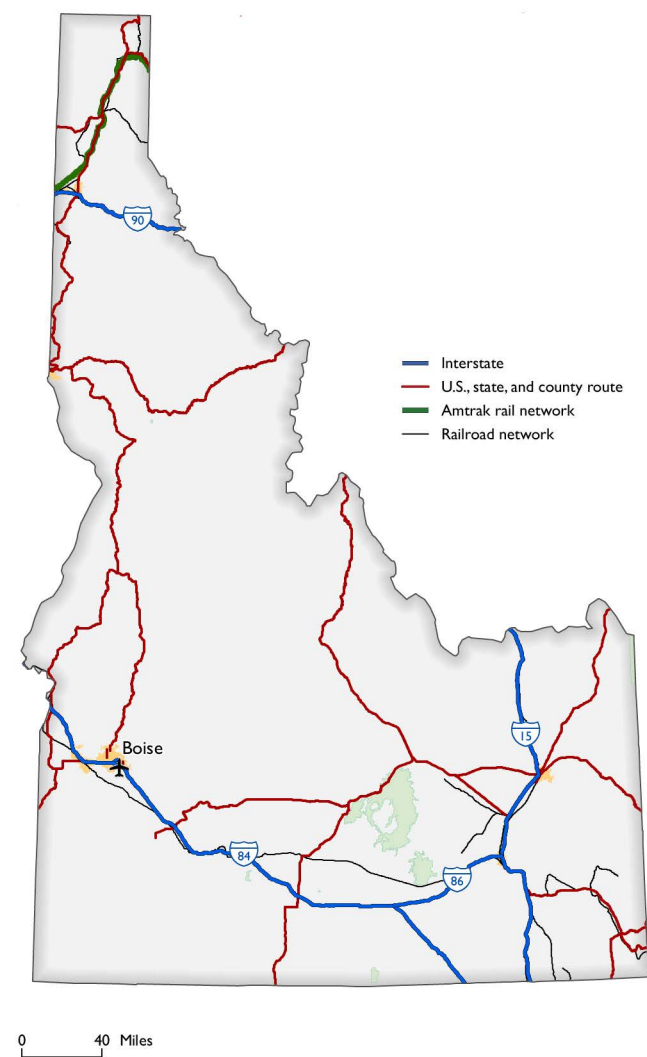 90
Interstate
U.S., state, and county route
Amtrak rail network
Railroad network
15
Boise
84
86
0 40 Miles